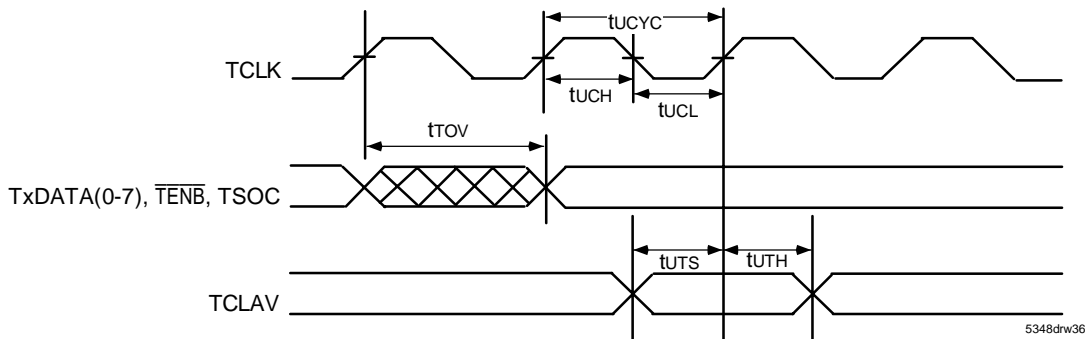 tUCYC
TCLK
tUCH
tUCL
tTOV
TxDATA(0-7), TENB, TSOC
tUTS
tUTH
TCLAV
5348drw36